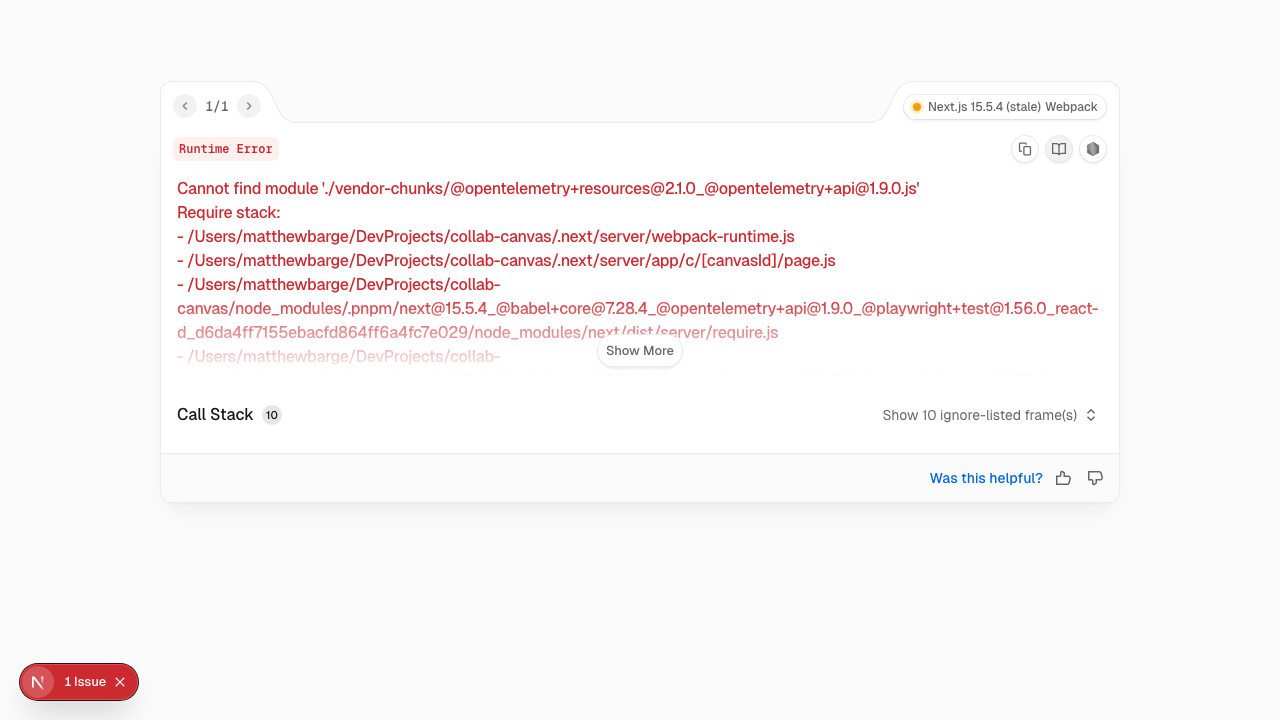 1/1
Next.js 15.5.4 (stale) Webpack
Runtime Error
Cannot find module './vendor-chunks/@opentelemetry+resources@2.1.0_@opentelemetry+api@1.9.0.js'
Require stack:
- /Users/matthewbarge/DevProjects/collab-canvas/.next/server/webpack-runtime.js
- /Users/matthewbarge/DevProjects/collab-canvas/.next/server/app/c/[canvasId]/page.js
- /Users/matthewbarge/DevProjects/collab-
canvas/node_modules/.pnpm/next@15.5.4_@babel+core@7.28.4_@opentelemetry+api@1.9.0_@playwright+test@1.56.0_react-
d_d6da4ff7155ebacfd864ff6a4fc7e029/node_modules/next/dist/server/require.js
- /Users/matthewbarge/DevProjects/collab-
Show More
Call Stack 10
Show 10 ignore-listed frame(s)
Was this helpful?
N 1 Issue